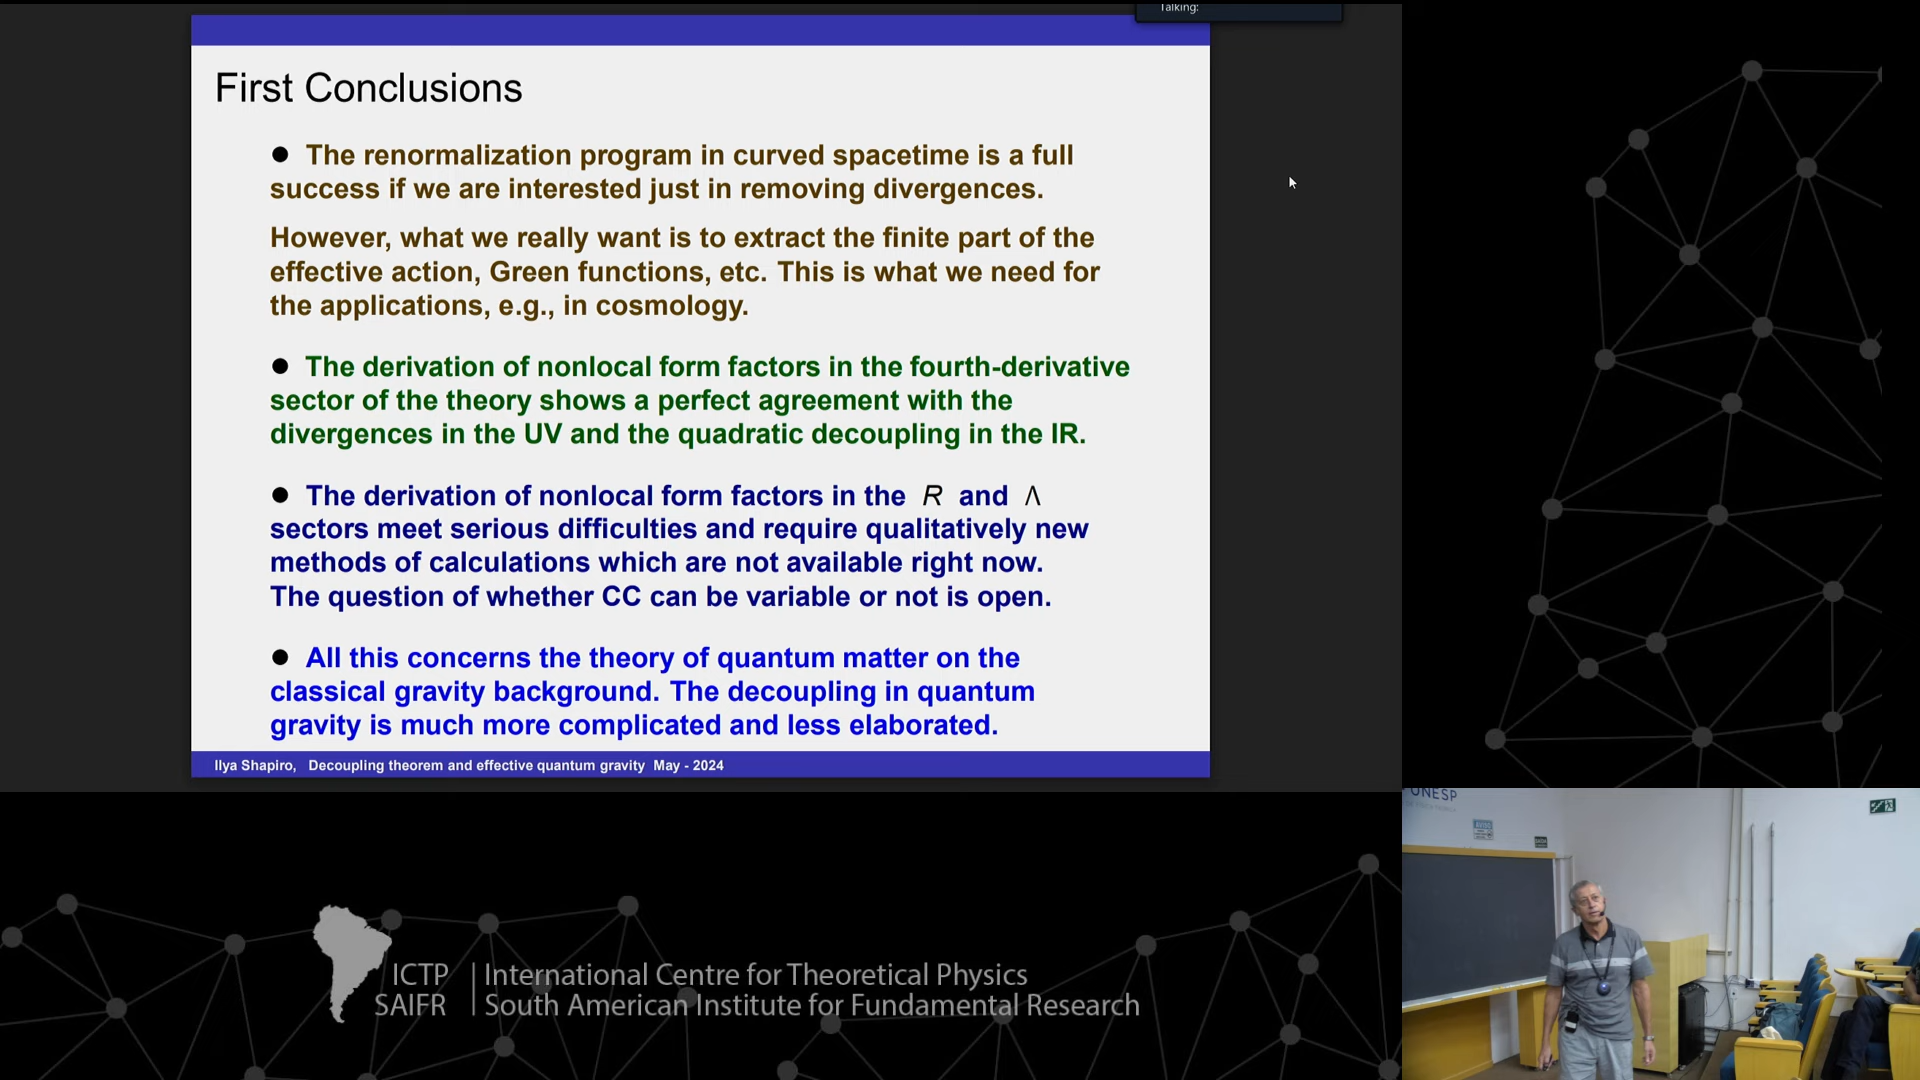 Talking:
First Conclusions
● The renormalization program in curved spacetime is a full
success if we are interested just in removing divergences.
However, what we really want is to extract the finite part of the
effective action, Green functions, etc. This is what we need for
the applications, e.g., in cosmology.
● The derivation of nonlocal form factors in the fourth-derivative
sector of the theory shows a perfect agreement with the
divergences in the UV and the quadratic decoupling in the IR.
● The derivation of nonlocal form factors in the R and Λ
sectors meet serious difficulties and require qualitatively new
methods of calculations which are not available right now.
The question of whether CC can be variable or not is open.
● All this concerns the theory of quantum matter on the
classical gravity background. The decoupling in quantum
gravity is much more complicated and less elaborated.
Ilya Shapiro, Decoupling theorem and effective quantum gravity May - 2024
UNESP
AVISO
ICTP | International Centre for Theoretical Physics
SAIFR | South American Institute for Fundamental Research